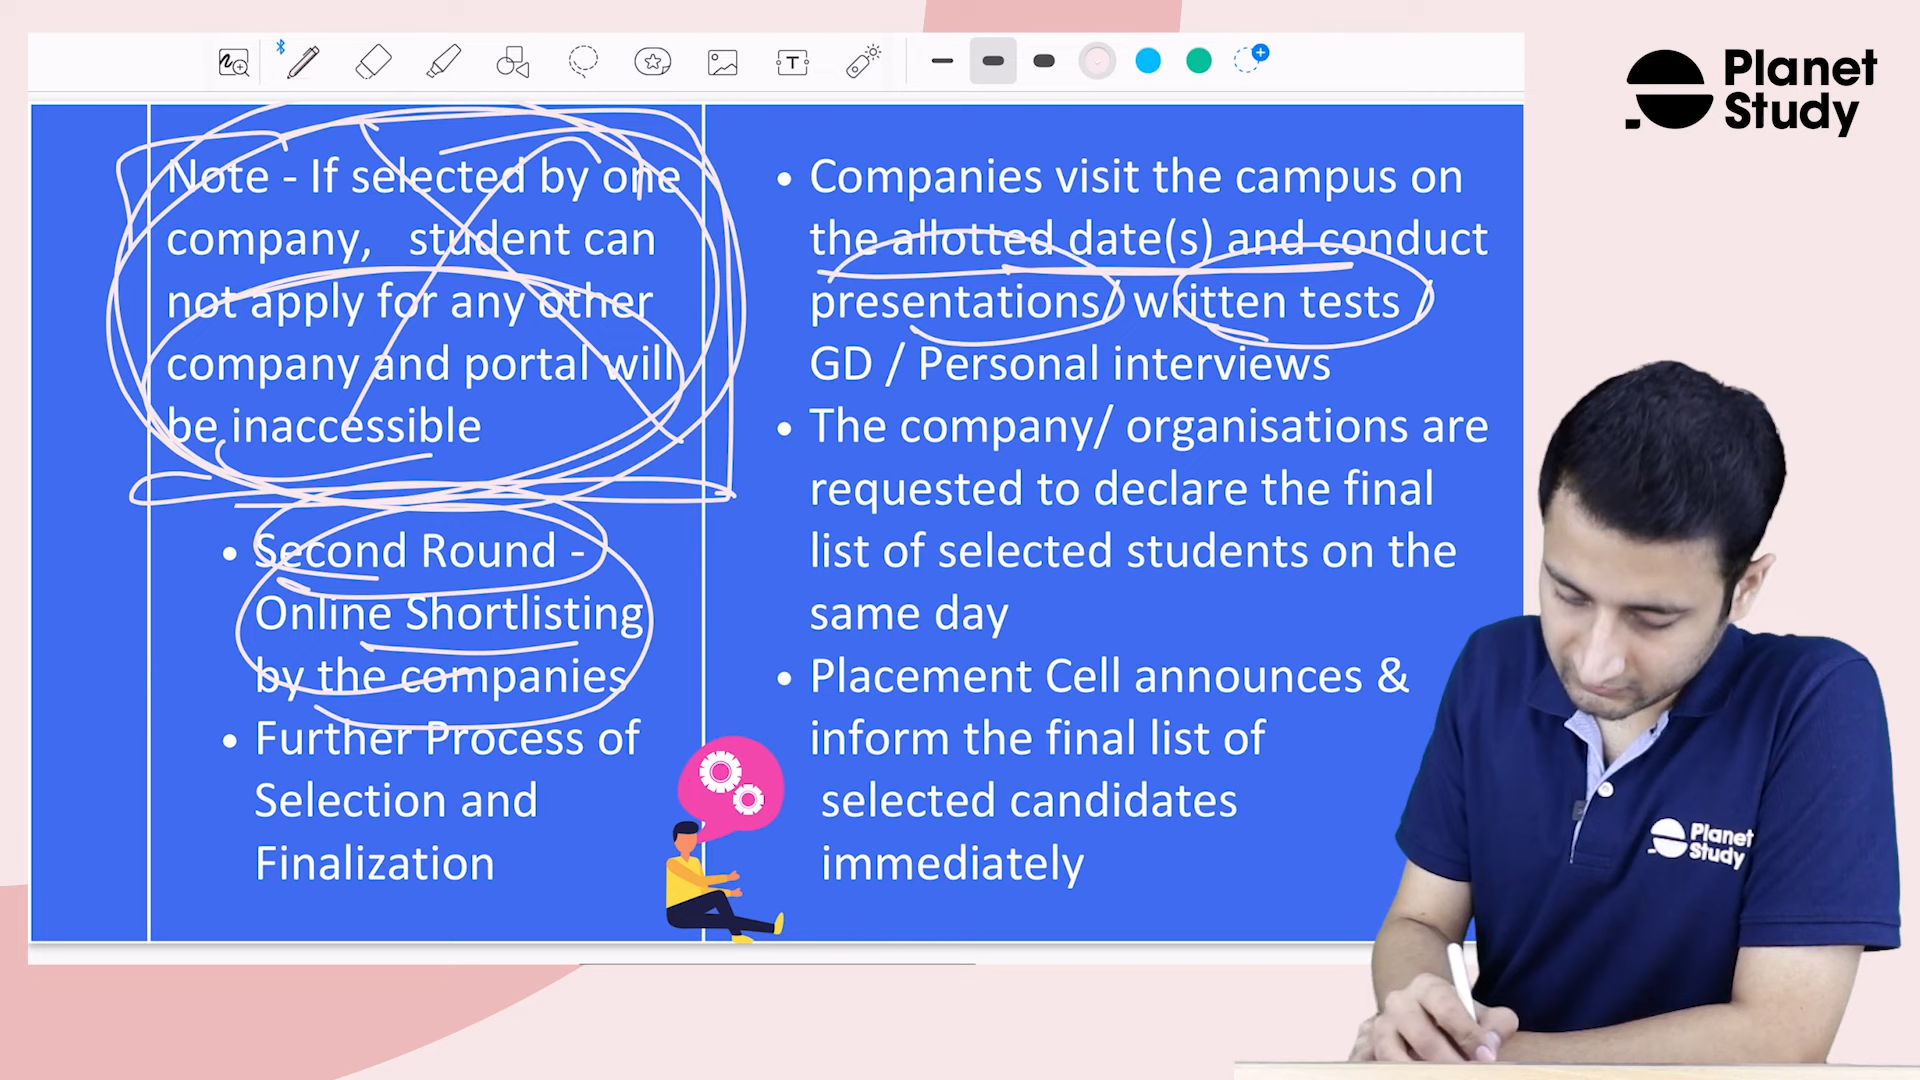 Planet
Study
T
Note - If selected by one
company, student can
not apply for any other
company and portal will
be inaccessible
• Second Round -
Online Shortlisting
by the companies
• Further Process of
Selection and
Finalization
• Companies visit the campus on
the allotted date(s) and conduct
presentations/ written tests /
GD / Personal interviews
• The company/ organisations are
requested to declare the final
list of selected students on the
same day
• Placement Cell announces &
inform the final list of
selected candidates
immediately
Planet
Study